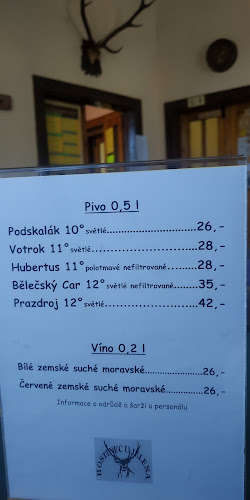 Pivo 0,5 l
Podskalák 10° světlé..............................26,-
Votrok 11° světlé...................................28,-
Hubertus 11° polotmavé nefiltrované.........28,-
Bělečský Car 12° světlé nefiltrované........35,-
Prazdroj 12° světlé...............................42,-
Víno 0,2 l
Bílé zemské suché moravské...................26,-
Červené zemské suché moravské.............26,-
Informace o odrůdě a šarži u personálu